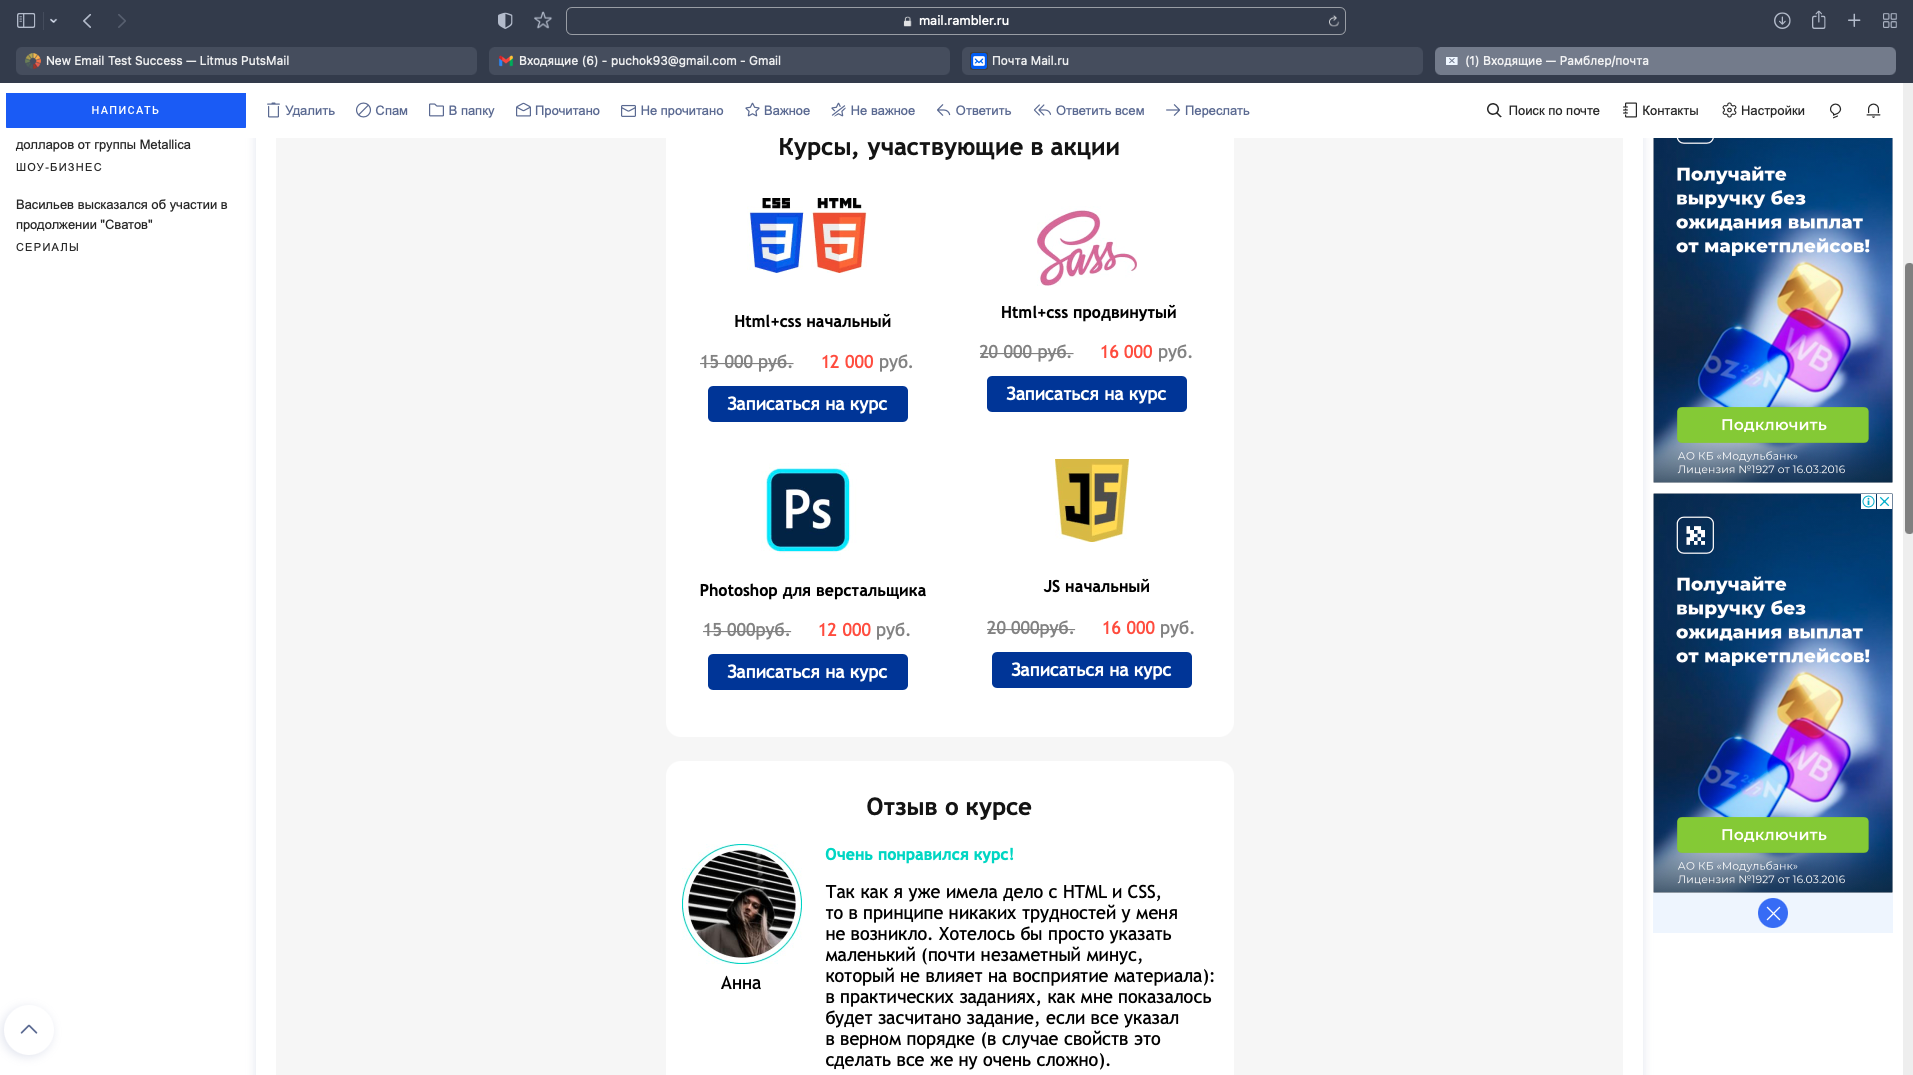 mail.rambler.ru
New Email Test Success — Litmus PutsMail
Входящие (6) - puchok93@gmail.com - Gmail
Почта Mail.ru
(1) Входящие — Рамблер/почта
НАПИСАТЬ
Удалить
Спам
В папку
Прочитано
Не прочитано
Важное
Не важное
Ответить
Ответить всем
Переслать
Поиск по почте
Контакты
Настройки
долларов от группы Metallica
ШОУ-БИЗНЕС
Васильев высказался об участии в
продолжении "Сватов"
СЕРИАЛЫ
Курсы, участвующие в акции
CSS HTML
Sass
Html+css начальный
15 000 руб. 12 000 руб.
Записаться на курс
Html+css продвинутый
20 000 руб. 16 000 руб.
Записаться на курс
Ps
JS
Photoshop для верстальщика
15 000руб. 12 000 руб.
Записаться на курс
JS начальный
20 000руб. 16 000 руб.
Записаться на курс
Отзыв о курсе
Очень понравился курс!
Так как я уже имела дело с HTML и CSS,
то в принципе никаких трудностей у меня
не возникло. Хотелось бы просто указать
маленький (почти незаметный минус,
который не влияет на восприятие материала):
в практических заданиях, как мне показалось
будет засчитано задание, если все указал
в верном порядке (в случае свойств это
сделать все же ну очень сложно).
Анна
Получайте
выручку без
ожидания выплат
от маркетплейсов!
WB
OZ
Подключить
АО КБ «Модульбанк»
Лицензия №1927 от 16.03.2016
Получайте
выручку без
ожидания выплат
от маркетплейсов!
WB
OZ
Подключить
АО КБ «Модульбанк»
Лицензия №1927 от 16.03.2016